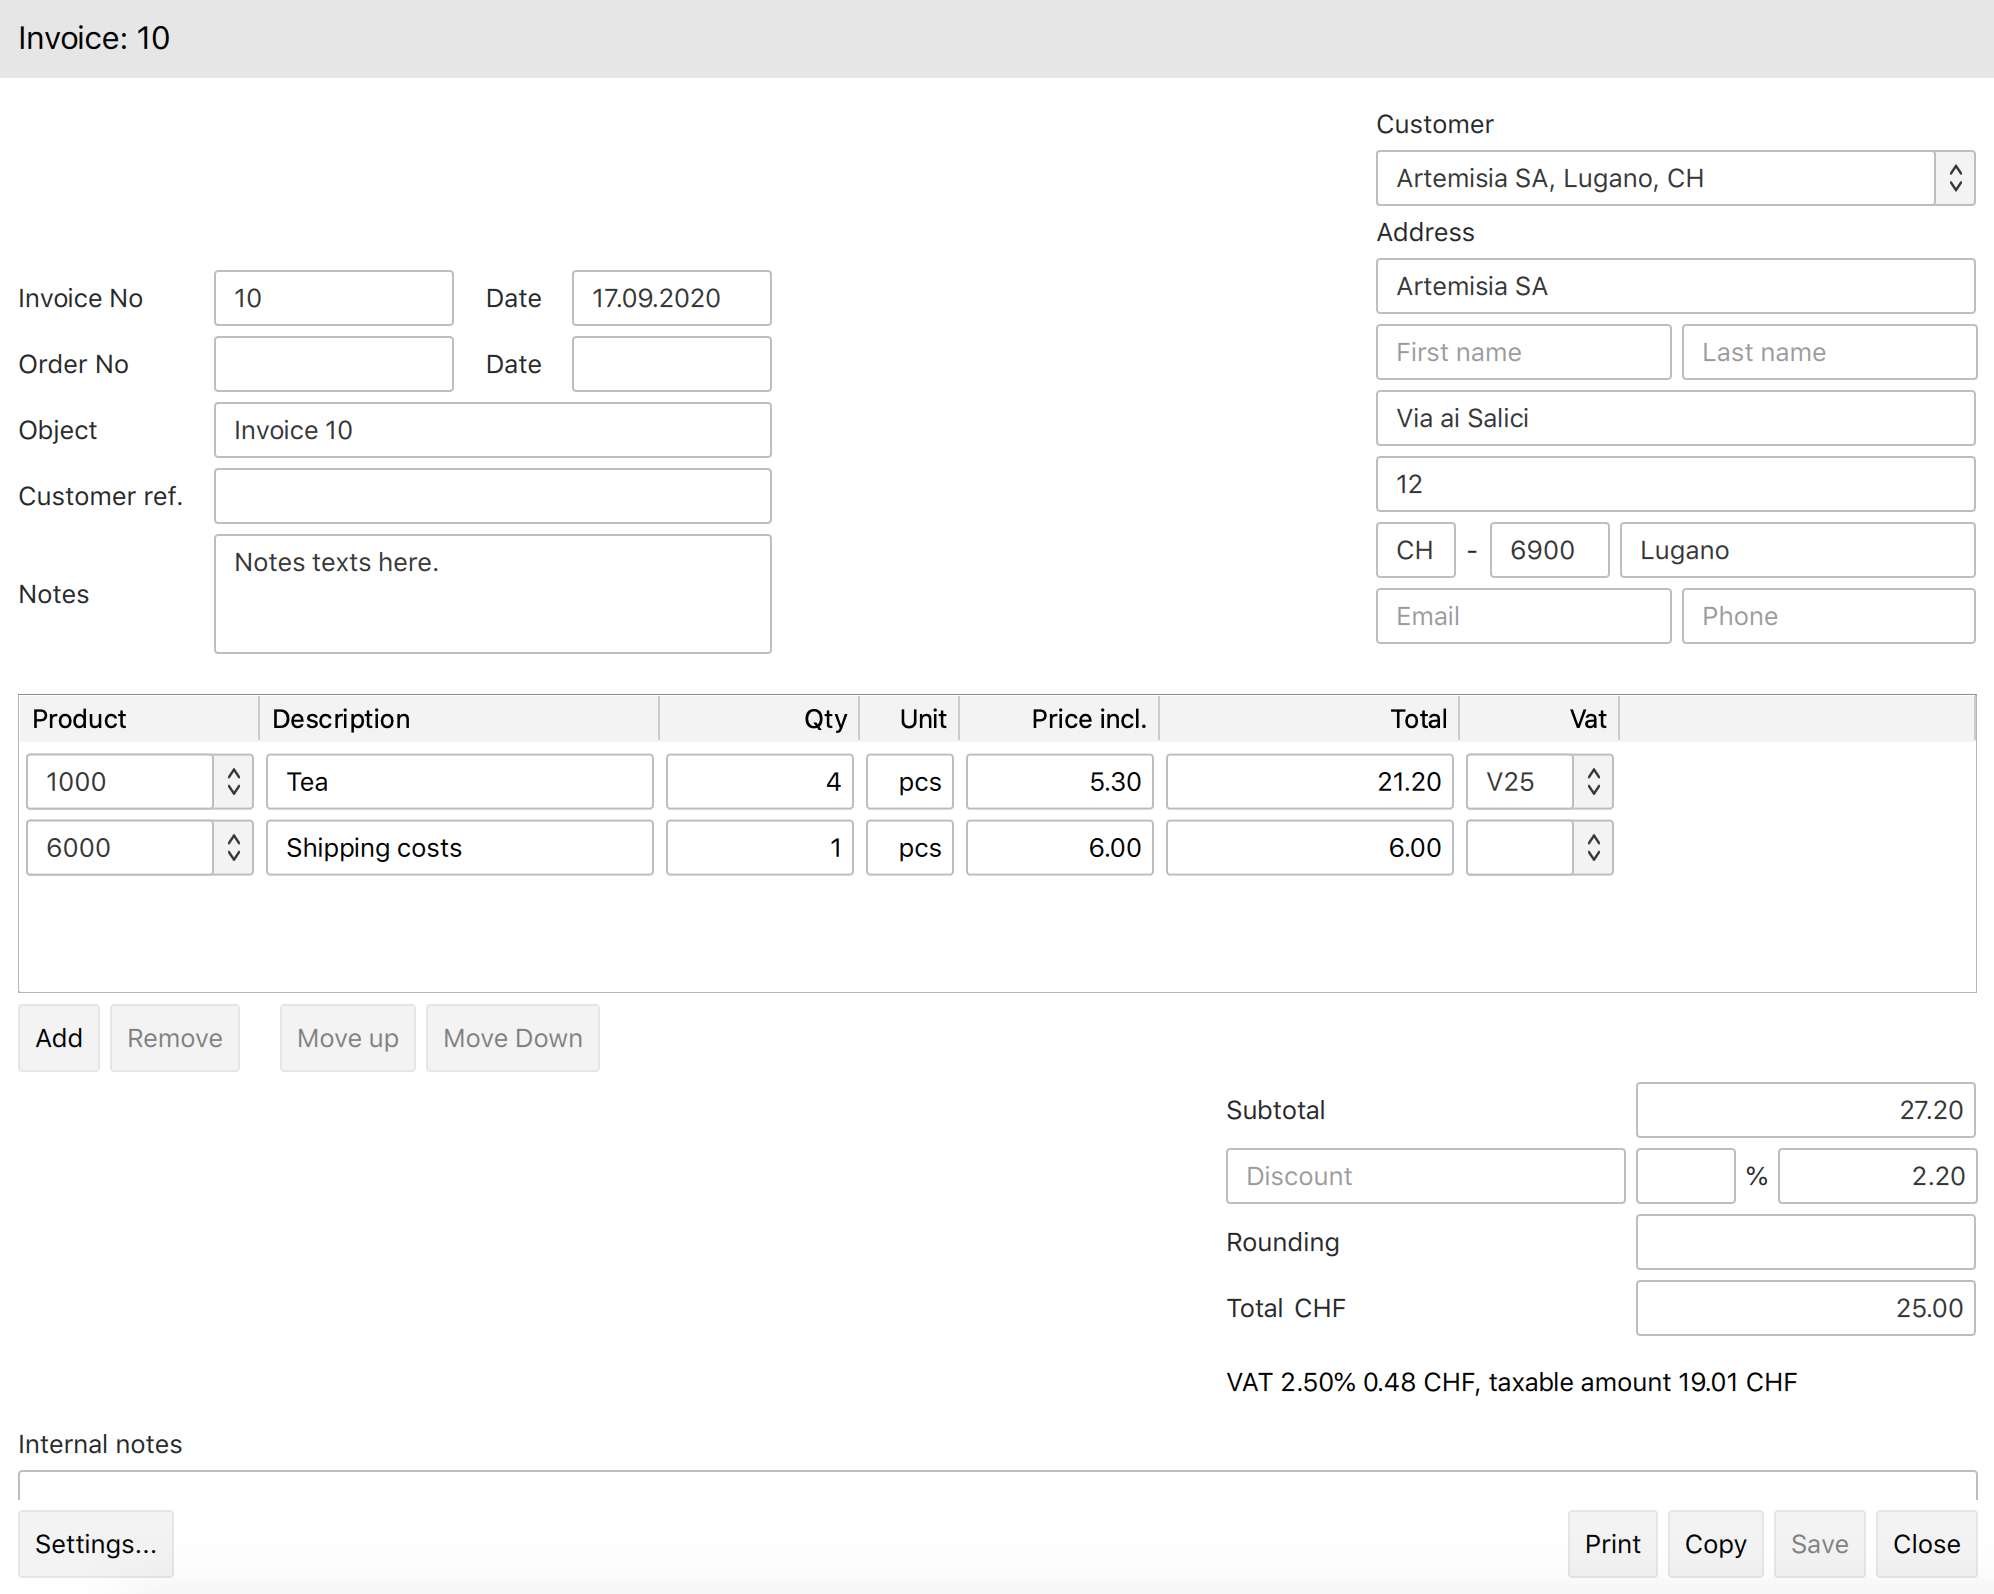 Invoice: 10
Customer
Artemisia SA, Lugano, CH
Address
Artemisia SA
Invoice No 10 Date 17.09.2020
First name Last name
Order No Date
Via ai Salici
Object Invoice 10
12
Customer ref.
CH - 6900 Lugano
Notes Notes texts here.
Email Phone
Product Description Qty Unit Price incl. Total Vat
1000 Tea 4 pcs 5.30 21.20 V25
6000 Shipping costs 1 pcs 6.00 6.00
Add Remove Move up Move Down
Subtotal 27.20
Discount % 2.20
Rounding
Total CHF 25.00
VAT 2.50% 0.48 CHF, taxable amount 19.01 CHF
Internal notes
Settings... Print Copy Save Close